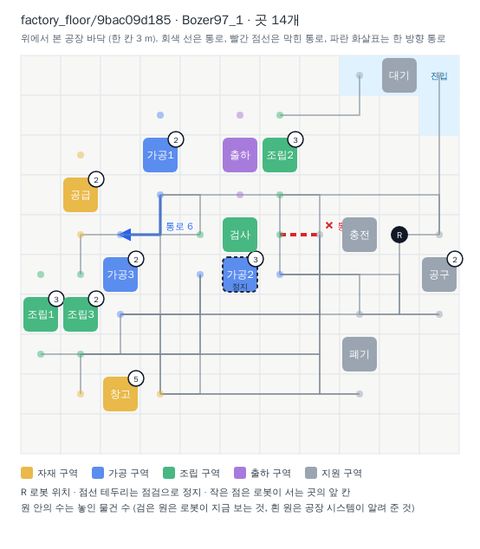 factory_floor/9bac09d185 · Bozer97_1 · 곳 14개
위에서 본 공장 바닥 (한 칸 3 m). 회색 선은 통로, 빨간 점선은 막힌 통로, 파란 화살표는 한 방향 통로
대기
전립
2
가공1
출하
3
조립2
2
공급
통로 6
검사
✕
충전
R
2
가공3
3
가공2
정지
2
공구
3
조립1
2
조립3
폐기
5
창고
자재 구역
가공 구역
조립 구역
출하 구역
지원 구역
R 로봇 위치 · 점선 테두리는 점검으로 정지 · 작은 점은 로봇이 서는 곳의 앞 칸
원 안의 수는 놓인 물건 수 (검은 원은 로봇이 지금 보는 것, 흰 원은 공장 시스템이 알려 준 것)